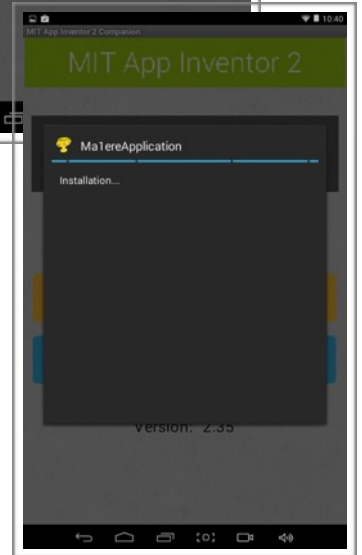 10:40
MIT App Inventor 2 Companion
MIT App Inventor 2
Ma1ereApplication
Installation...
Version: 2.35